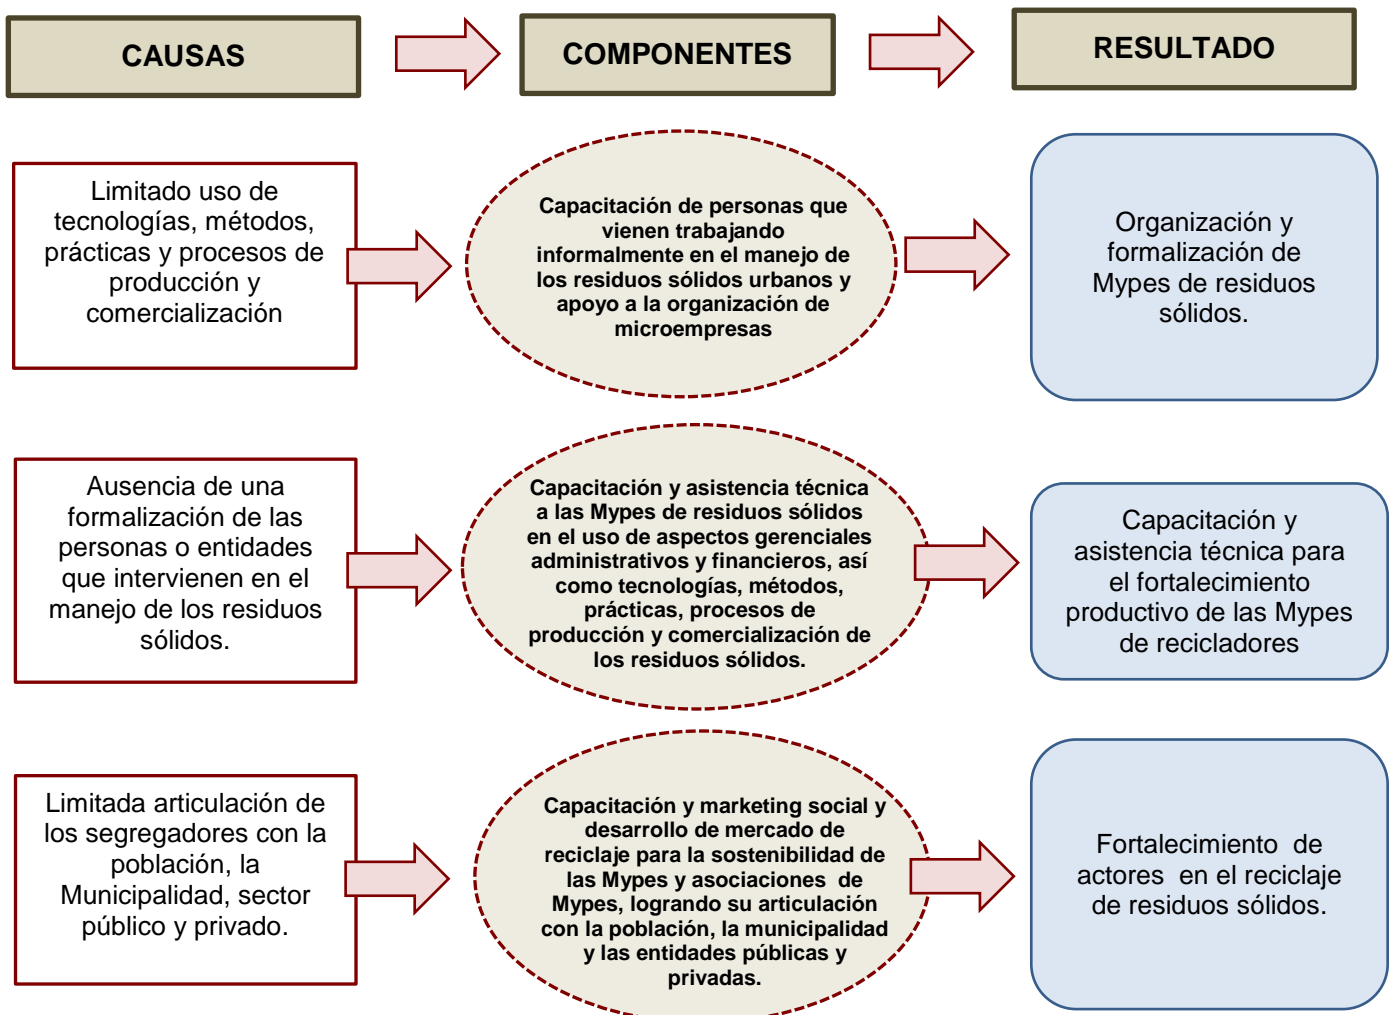 CAUSAS
COMPONENTES
RESULTADO
Limitado uso de
tecnologías, métodos,
prácticas y procesos de
producción y
comercialización
Capacitación de personas que
vienen trabajando
informalmente en el manejo de
los residuos sólidos urbanos y
apoyo a la organización de
microempresas
Organización y
formalización de
Mypes de residuos
sólidos.
Ausencia de una
formalización de las
personas o entidades
que intervienen en el
manejo de los residuos
sólidos.
Capacitación y asistencia técnica
a las Mypes de residuos sólidos
en el uso de aspectos gerenciales
administrativos y financieros, así
como tecnologías, métodos,
prácticas, procesos de
producción y comercialización de
los residuos sólidos.
Capacitación y
asistencia técnica para
el fortalecimiento
productivo de las Mypes
de recicladores
Limitada articulación de
los segregadores con la
población, la
Municipalidad, sector
público y privado.
Capacitación y marketing social y
desarrollo de mercado de
reciclaje para la sostenibilidad de
las Mypes y asociaciones de
Mypes, logrando su articulación
con la población, la municipalidad
y las entidades públicas y
privadas.
Fortalecimiento de
actores en el reciclaje
de residuos sólidos.